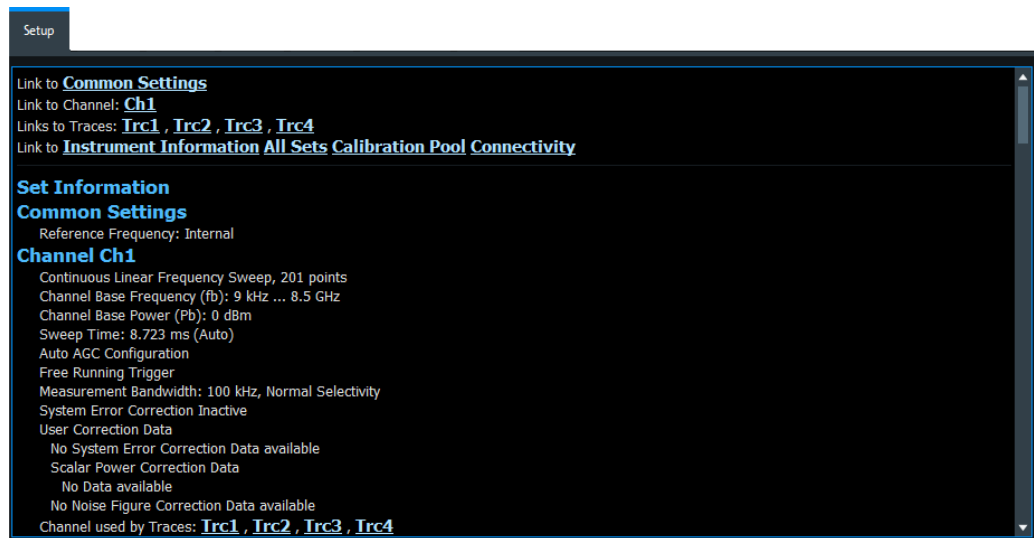 Setup
Link to Common Settings
Link to Channel: Ch1
Links to Traces: Trc1 , Trc2 , Trc3 , Trc4
Link to Instrument Information All Sets Calibration Pool Connectivity
Set Information
Common Settings
Reference Frequency: Internal
Channel Ch1
Continuous Linear Frequency Sweep, 201 points
Channel Base Frequency (fb): 9 kHz ... 8.5 GHz
Channel Base Power (Pb): 0 dBm
Sweep Time: 8.723 ms (Auto)
Auto AGC Configuration
Free Running Trigger
Measurement Bandwidth: 100 kHz, Normal Selectivity
System Error Correction Inactive
User Correction Data
No System Error Correction Data available
Scalar Power Correction Data
No Data available
No Noise Figure Correction Data available
Channel used by Traces: Trc1 , Trc2 , Trc3 , Trc4